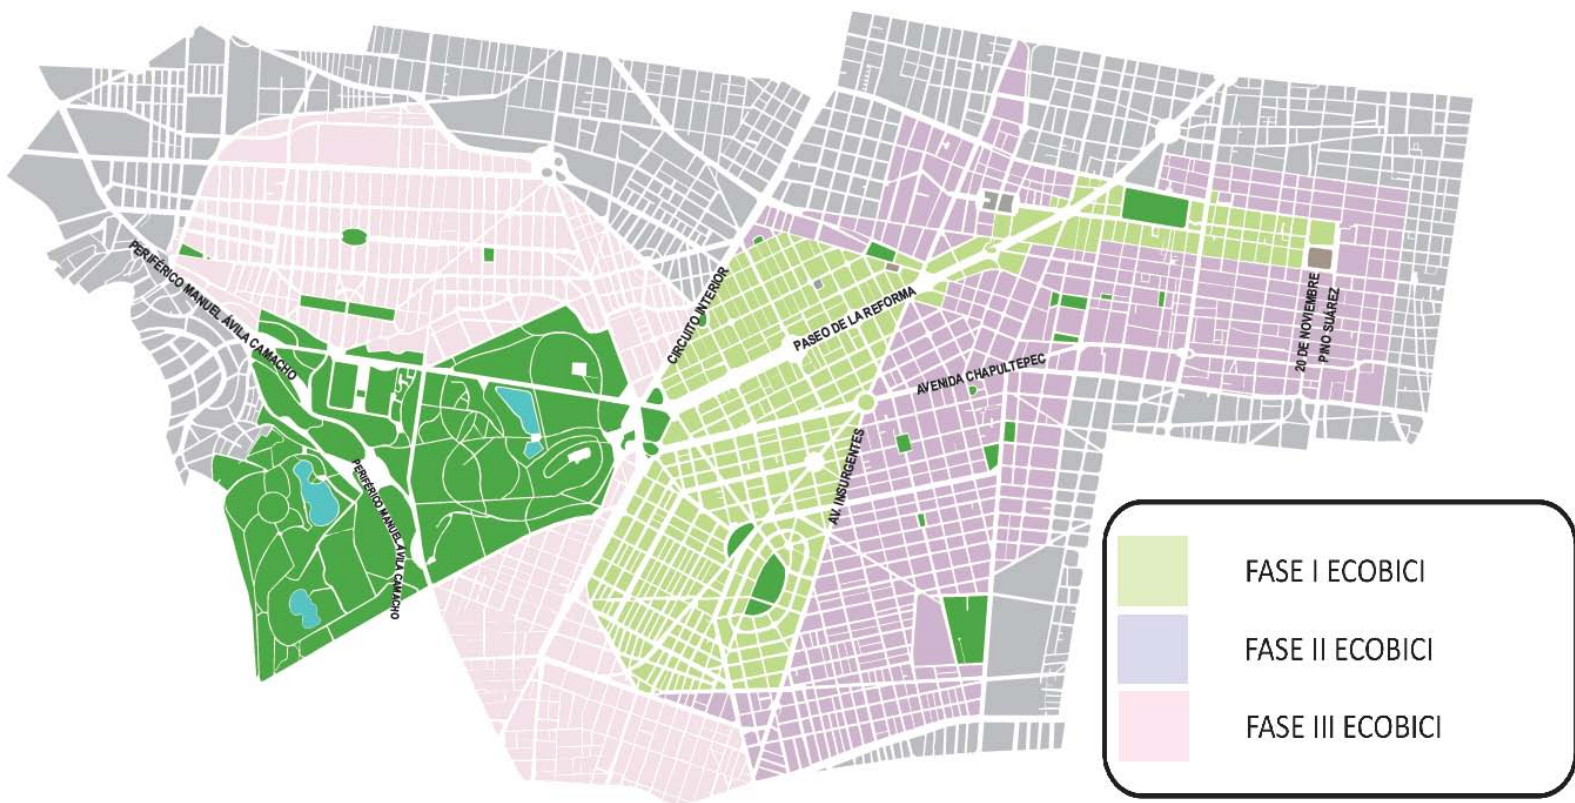 PERIFÉRICO MANUEL ÁVILA CAMACHO
CIRCUITO INTERIOR
PASEO DE LA REFORMA
AVENIDA CHAPULTEPEC
20 DE NOVIEMBRE
PINO SUÁREZ
AV. INSURGENTES
PERIFÉRICO MANUEL ÁVILA CAMACHO
FASE I ECOBICI
FASE II ECOBICI
FASE III ECOBICI